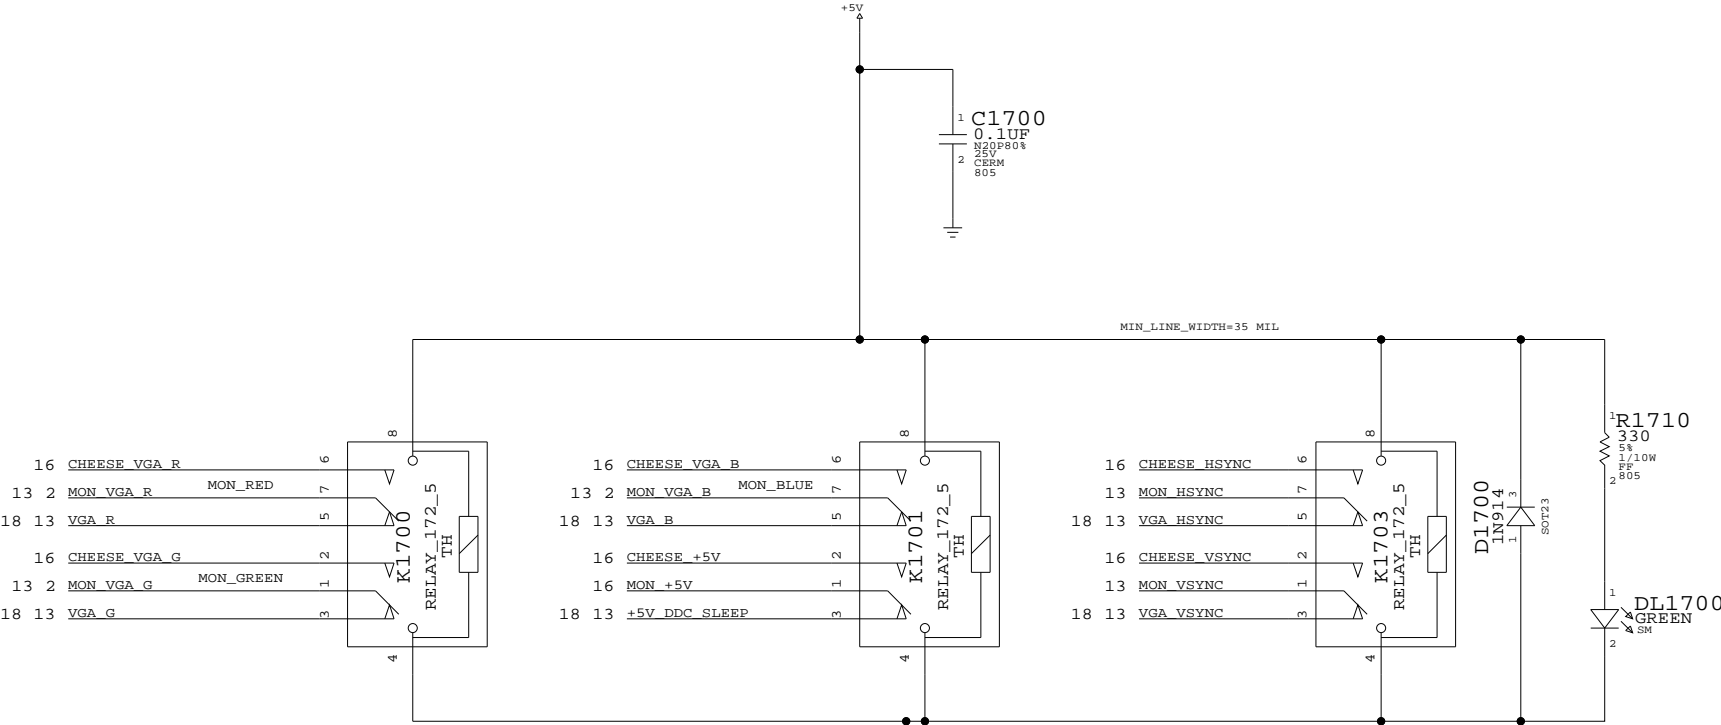 +5V
1 C1700
0.1UF
N20P80%
25V
2 CERM
805
MIN_LINE_WIDTH=35 MIL
8
16 CHEESE_VGA_R 6
13 2 MON_VGA_R MON_RED 7
18 13 VGA_R 5
16 CHEESE_VGA_G 2
13 2 MON_VGA_G MON_GREEN 1
18 13 VGA_G 3
K1700
RELAY_172_5
TH
4
8
16 CHEESE_VGA_B 6
13 2 MON_VGA_B MON_BLUE 7
18 13 VGA_B 5
16 CHEESE_+5V 2
16 MON_+5V 1
18 13 +5V_DDC_SLEEP 3
K1701
RELAY_172_5
TH
4
8
16 CHEESE_HSYNC 6
13 MON_HSYNC 7
18 13 VGA_HSYNC 5
16 CHEESE_VSYNC 2
13 MON_VSYNC 1
18 13 VGA_VSYNC 3
K1703
RELAY_172_5
TH
4
D1700
1N914
3
1
SOT23
1 R1710
330
5%
1/10W
FF
2 805
1
DL1700
GREEN
SM
2